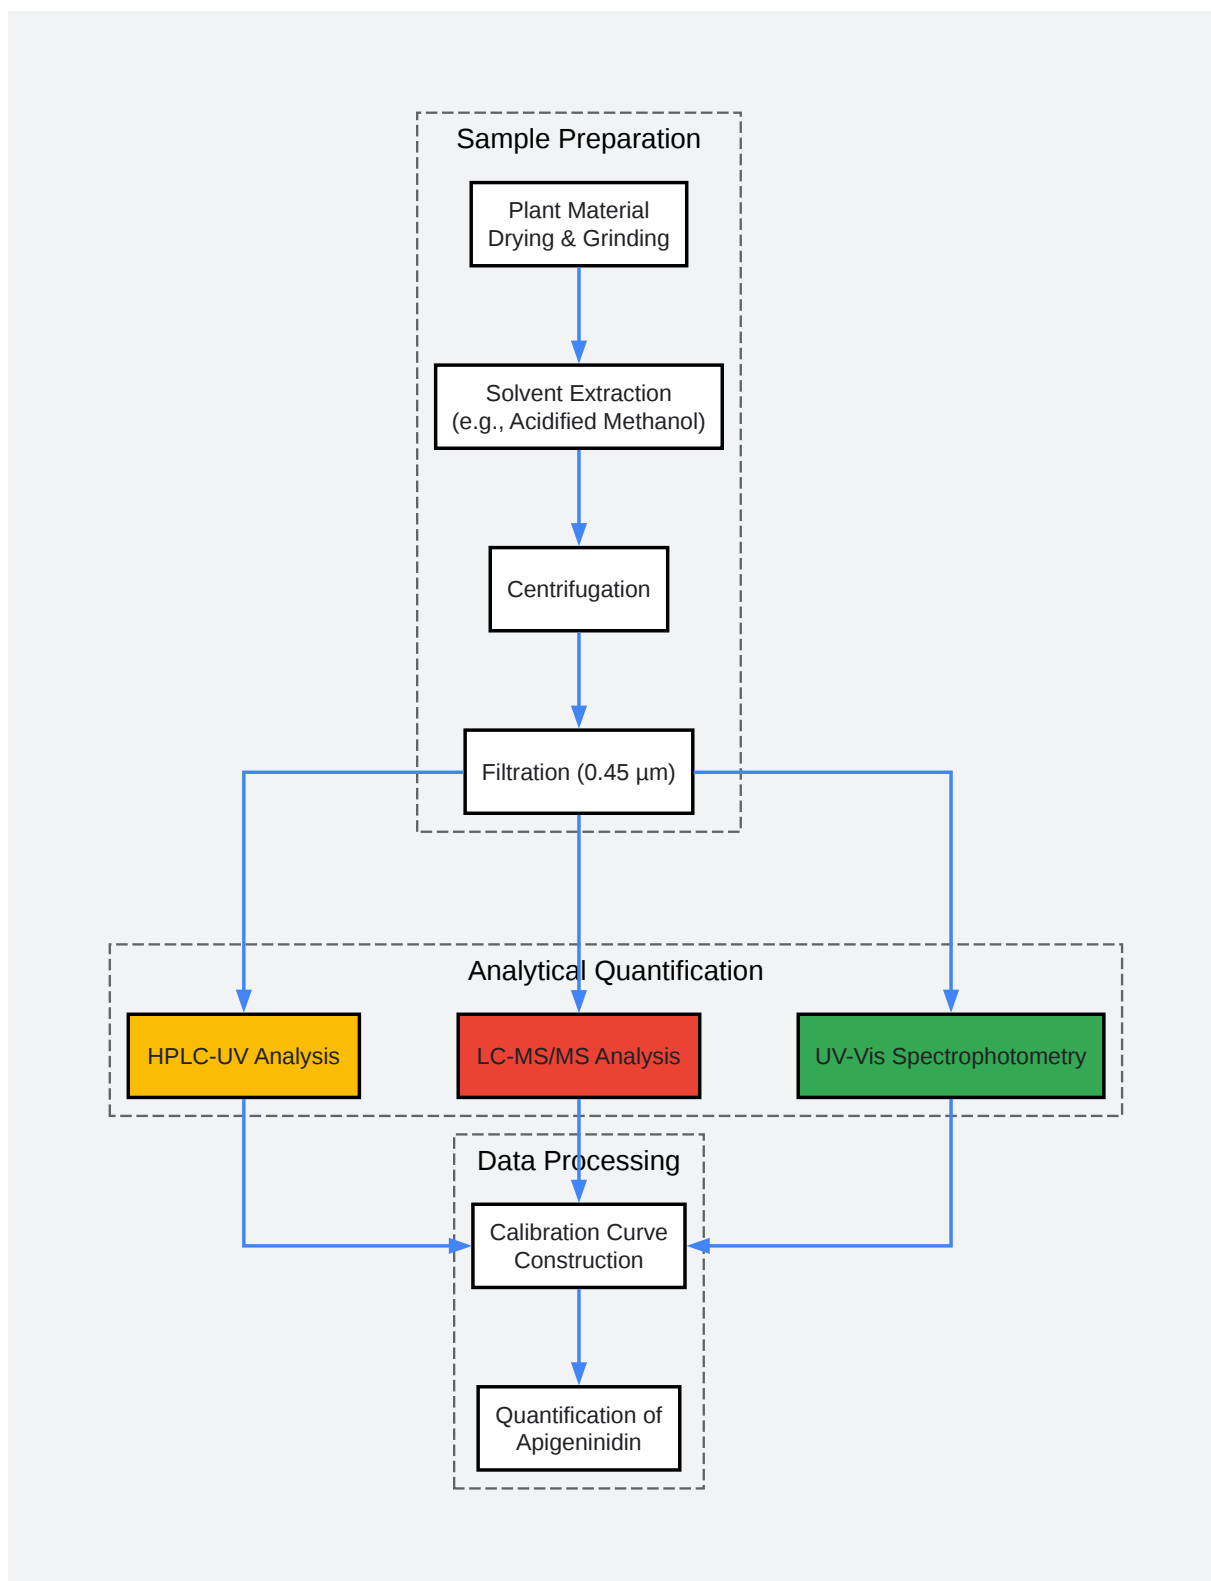 Sample Preparation
Plant Material
Drying & Grinding
Solvent Extraction
(e.g., Acidified Methanol)
Centrifugation
Filtration (0.45 µm)
Analytical Quantification
HPLC-UV Analysis
LC-MS/MS Analysis
UV-Vis Spectrophotometry
Data Processing
Calibration Curve
Construction
Quantification of
Apigeninidin